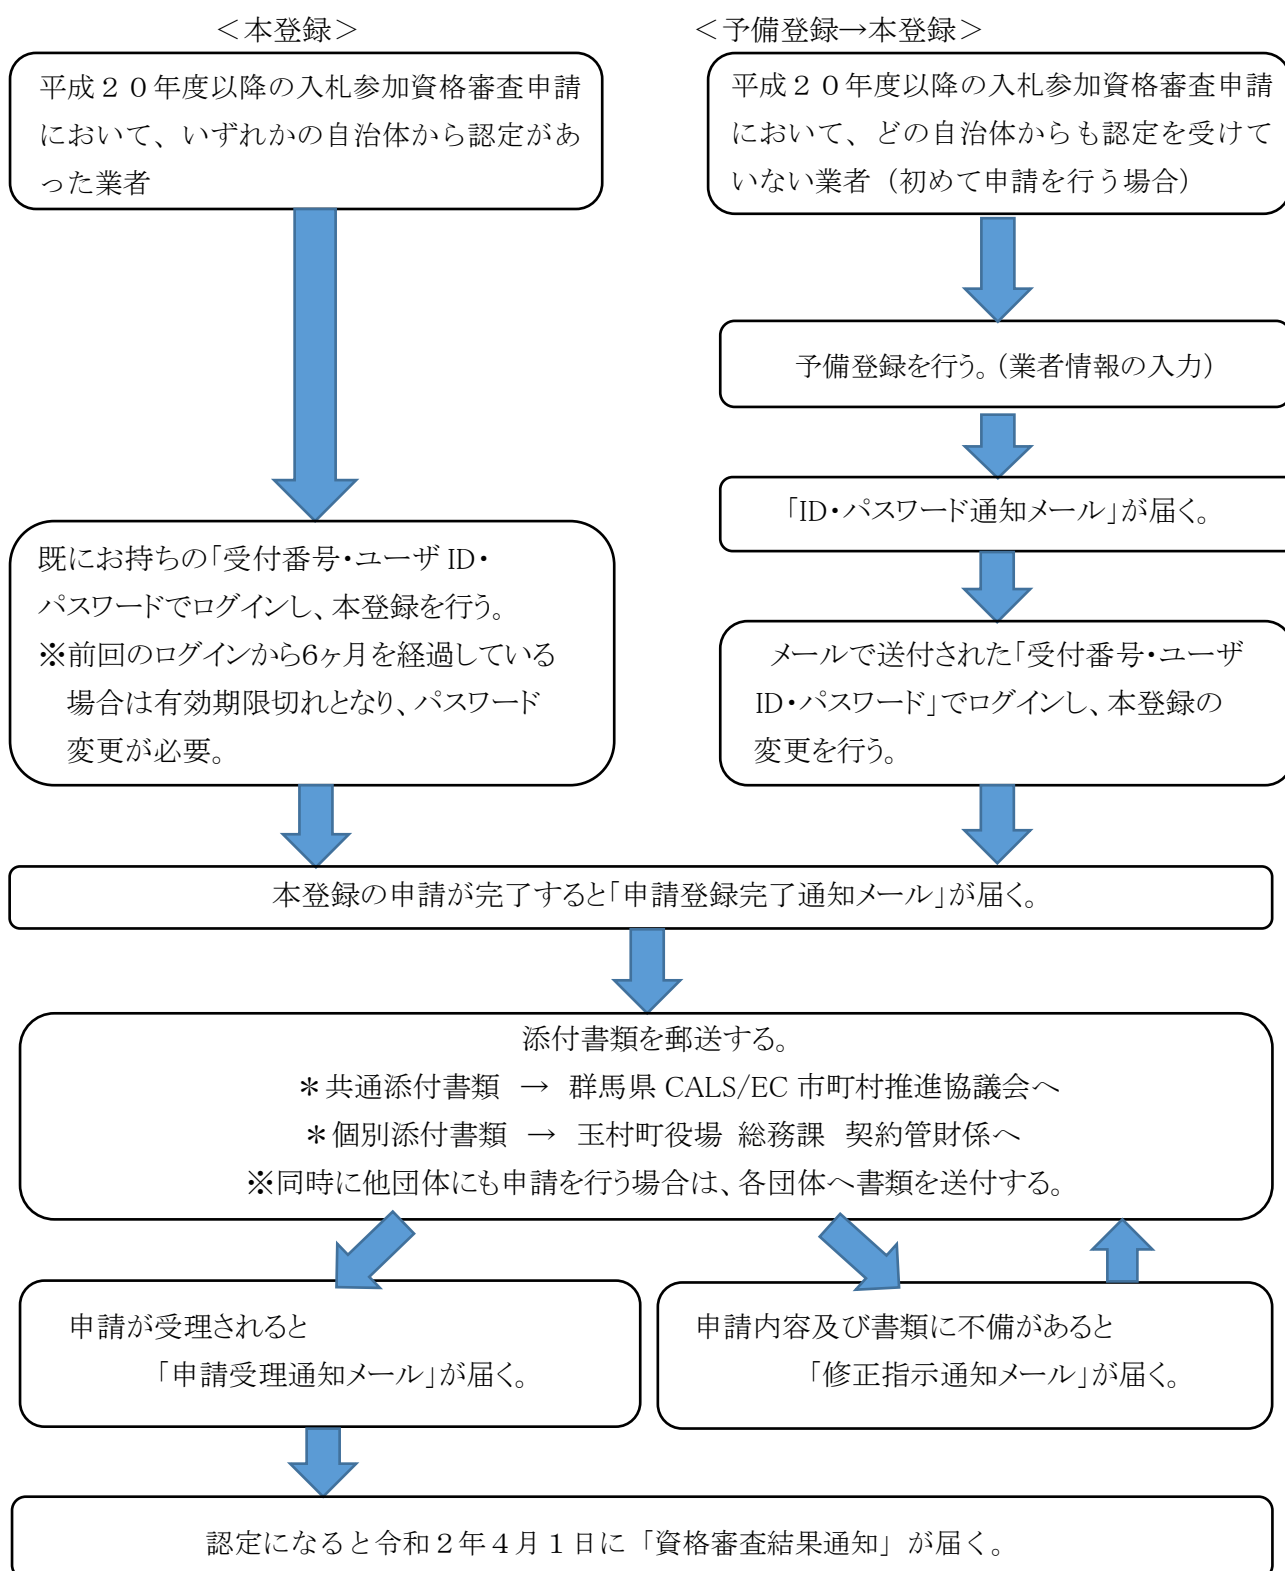 ＜本登録＞
平成２０年度以降の入札参加資格審査申請
において、いずれかの自治体から認定があ
った業者
既にお持ちの「受付番号・ユーザ ID・
パスワードでログインし、本登録を行う。
※前回のログインから6ヶ月を経過している
場合は有効期限切れとなり、パスワード
変更が必要。
＜予備登録→本登録＞
平成２０年度以降の入札参加資格審査申請
において、どの自治体からも認定を受けて
いない業者（初めて申請を行う場合）
予備登録を行う。（業者情報の入力）
「ID・パスワード通知メール」が届く。
メールで送付された「受付番号・ユーザ
ID・パスワード」でログインし、本登録の
変更を行う。
本登録の申請が完了すると「申請登録完了通知メール」が届く。
添付書類を郵送する。
＊共通添付書類 → 群馬県 CALS/EC 市町村推進協議会へ
＊個別添付書類 → 玉村町役場 総務課 契約管財係へ
※同時に他団体にも申請を行う場合は、各団体へ書類を送付する。
申請が受理されると
「申請受理通知メール」が届く。
申請内容及び書類に不備があると
「修正指示通知メール」が届く。
認定になると令和２年４月１日に「資格審査結果通知」が届く。